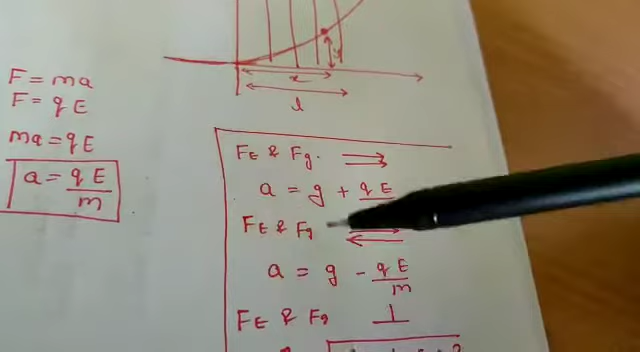 y
x
l
F = ma
F = qE
ma = qE
a = qE/m
FE & Fg. ⇉
a = g + qE
FE & Fg ⇄
a = g - qE/m
FE & Fg ⊥